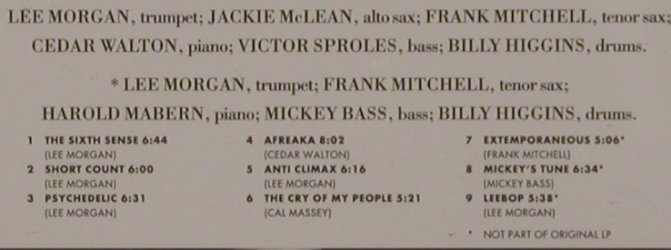 LEE MORGAN, trumpet; JACKIE McLEAN, alto sax; FRANK MITCHELL, tenor sax;
CEDAR WALTON, piano; VICTOR SPROLES, bass; BILLY HIGGINS, drums.
* LEE MORGAN, trumpet; FRANK MITCHELL, tenor sax;
HAROLD MABERN, piano; MICKEY BASS, bass; BILLY HIGGINS, drums.
1 THE SIXTH SENSE 6:44
(LEE MORGAN)
2 SHORT COUNT 6:00
(LEE MORGAN)
3 PSYCHEDELIC 6:31
(LEE MORGAN)
4 AFREAKA 8:02
(CEDAR WALTON)
5 ANTI CLIMAX 6:16
(LEE MORGAN)
6 THE CRY OF MY PEOPLE 5:21
(CAL MASSEY)
7 EXTEMPORANEOUS 5:06*
(FRANK MITCHELL)
8 MICKEY'S TUNE 6:34*
(MICKEY BASS)
9 LEEBOP 5:38*
(LEE MORGAN)
* NOT PART OF ORIGINAL LP